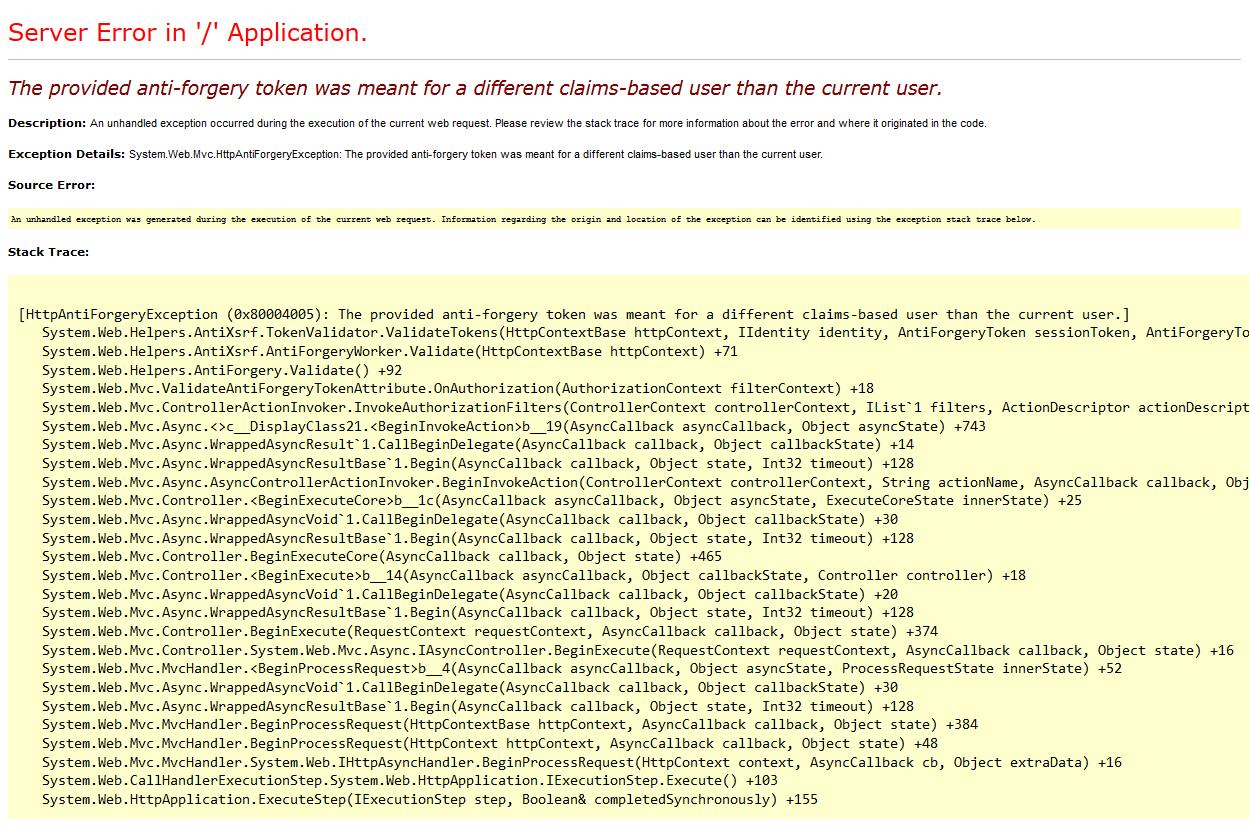 Server Error in '/' Application.
The provided anti-forgery token was meant for a different claims-based user than the current user.
Description: An unhandled exception occurred during the execution of the current web request. Please review the stack trace for more information about the error and where it originated in the code.
Exception Details: System.Web.Mvc.HttpAntiForgeryException: The provided anti-forgery token was meant for a different claims-based user than the current user.
Source Error:
An unhandled exception was generated during the execution of the current web request. Information regarding the origin and location of the exception can be identified using the exception stack trace below.
Stack Trace:
[HttpAntiForgeryException (0x80004005): The provided anti-forgery token was meant for a different claims-based user than the current user.]
System.Web.Helpers.AntiXsrf.TokenValidator.ValidateTokens(HttpContextBase httpContext, IIdentity identity, AntiForgeryToken sessionToken, AntiForgeryTo
System.Web.Helpers.AntiXsrf.AntiForgeryWorker.Validate(HttpContextBase httpContext) +71
System.Web.Helpers.AntiForgery.Validate() +92
System.Web.Mvc.ValidateAntiForgeryTokenAttribute.OnAuthorization(AuthorizationContext filterContext) +18
System.Web.Mvc.ControllerActionInvoker.InvokeAuthorizationFilters(ControllerContext controllerContext, IList`1 filters, ActionDescriptor actionDescript
System.Web.Mvc.Async.<>c__DisplayClass21.<BeginInvokeAction>b__19(AsyncCallback asyncCallback, Object asyncState) +743
System.Web.Mvc.Async.WrappedAsyncResult`1.CallBeginDelegate(AsyncCallback callback, Object callbackState) +14
System.Web.Mvc.Async.WrappedAsyncResultBase`1.Begin(AsyncCallback callback, Object state, Int32 timeout) +128
System.Web.Mvc.Async.AsyncControllerActionInvoker.BeginInvokeAction(ControllerContext controllerContext, String actionName, AsyncCallback callback, Obj
System.Web.Mvc.Controller.<BeginExecuteCore>b__1c(AsyncCallback asyncCallback, Object asyncState, ExecuteCoreState innerState) +25
System.Web.Mvc.Async.WrappedAsyncVoid`1.CallBeginDelegate(AsyncCallback callback, Object callbackState) +30
System.Web.Mvc.Async.WrappedAsyncResultBase`1.Begin(AsyncCallback callback, Object state, Int32 timeout) +128
System.Web.Mvc.Controller.BeginExecuteCore(AsyncCallback callback, Object state) +465
System.Web.Mvc.Controller.<BeginExecute>b__14(AsyncCallback asyncCallback, Object callbackState, Controller controller) +18
System.Web.Mvc.Async.WrappedAsyncVoid`1.CallBeginDelegate(AsyncCallback callback, Object callbackState) +20
System.Web.Mvc.Async.WrappedAsyncResultBase`1.Begin(AsyncCallback callback, Object state, Int32 timeout) +128
System.Web.Mvc.Controller.BeginExecute(RequestContext requestContext, AsyncCallback callback, Object state) +374
System.Web.Mvc.Controller.System.Web.Mvc.Async.IAsyncController.BeginExecute(RequestContext requestContext, AsyncCallback callback, Object state) +16
System.Web.Mvc.MvcHandler.<BeginProcessRequest>b__4(AsyncCallback asyncCallback, Object asyncState, ProcessRequestState innerState) +52
System.Web.Mvc.Async.WrappedAsyncVoid`1.CallBeginDelegate(AsyncCallback callback, Object callbackState) +30
System.Web.Mvc.Async.WrappedAsyncResultBase`1.Begin(AsyncCallback callback, Object state, Int32 timeout) +128
System.Web.Mvc.MvcHandler.BeginProcessRequest(HttpContextBase httpContext, AsyncCallback callback, Object state) +384
System.Web.Mvc.MvcHandler.BeginProcessRequest(HttpContext httpContext, AsyncCallback callback, Object state) +48
System.Web.Mvc.MvcHandler.System.Web.IHttpAsyncHandler.BeginProcessRequest(HttpContext context, AsyncCallback cb, Object extraData) +16
System.Web.CallHandlerExecutionStep.System.Web.HttpApplication.IExecutionStep.Execute() +103
System.Web.HttpApplication.ExecuteStep(IExecutionStep step, Boolean& completedSynchronously) +155